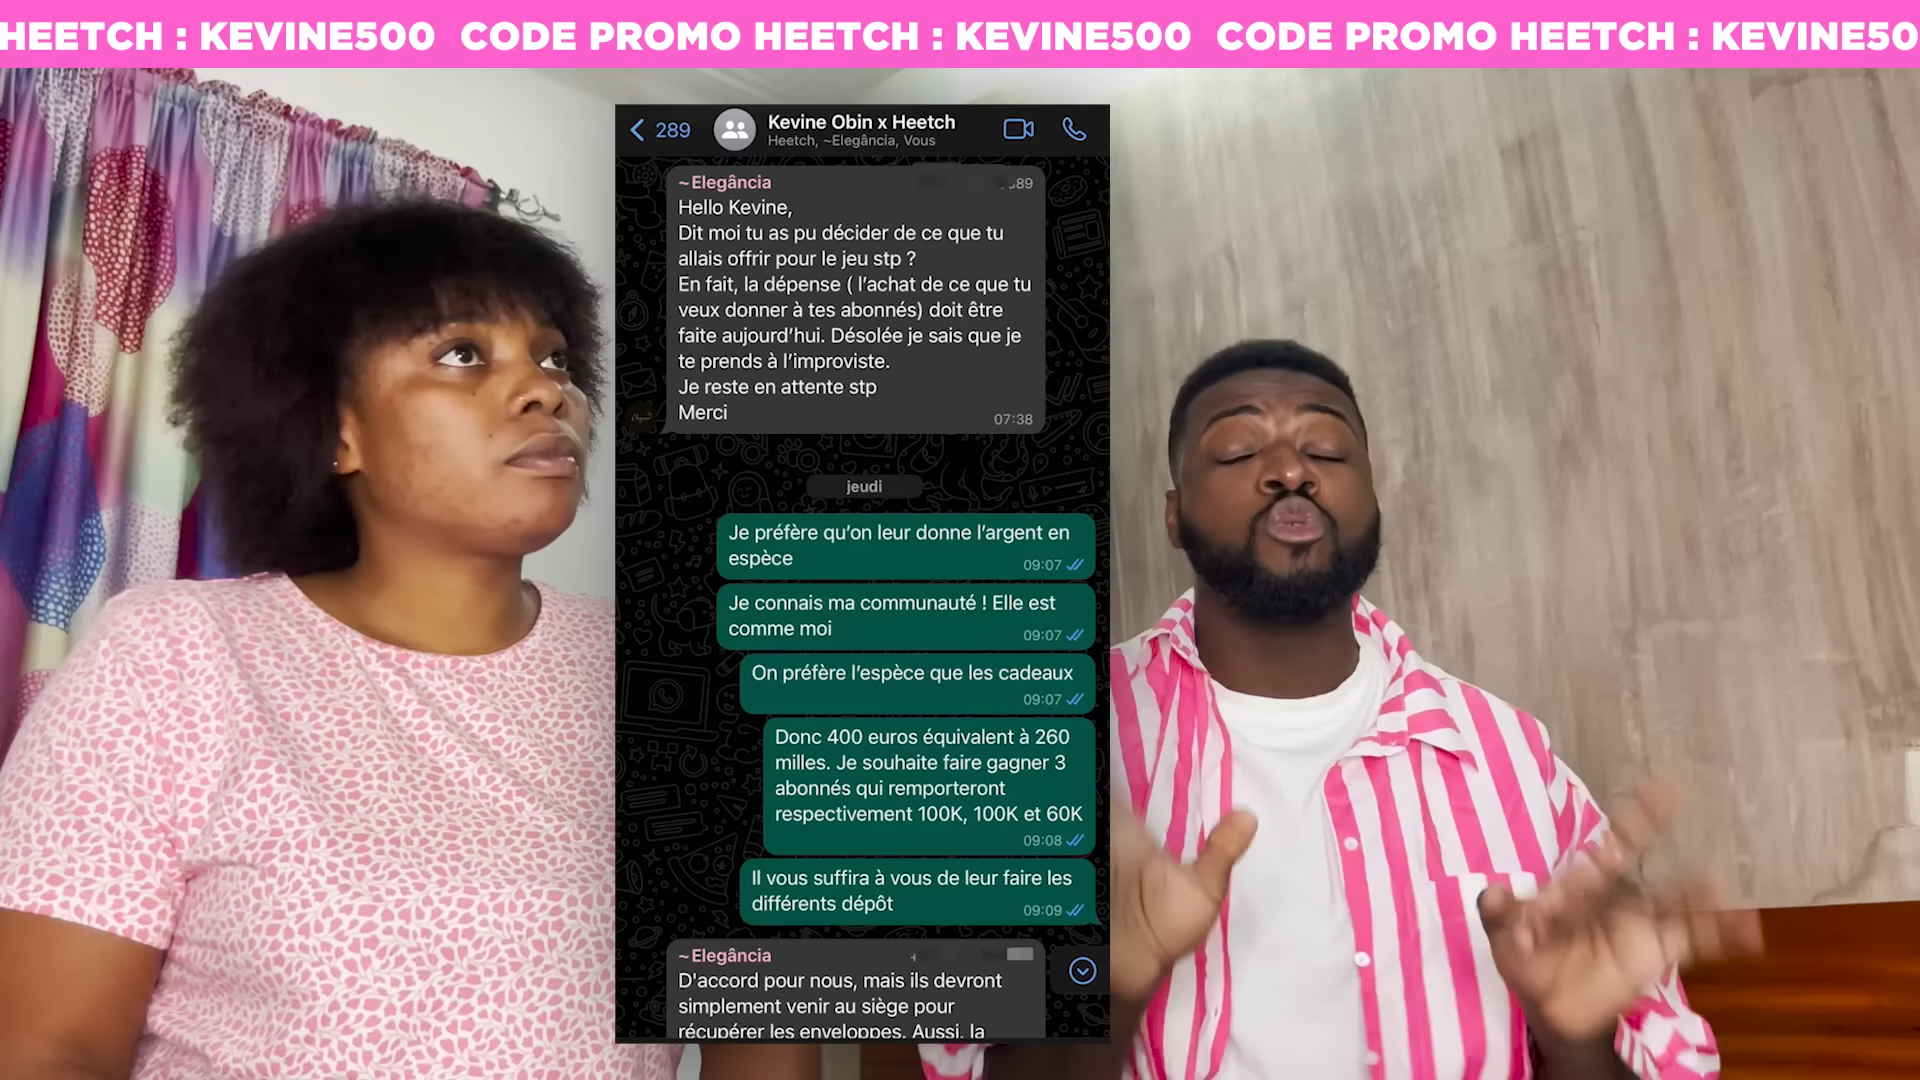 HEETCH : KEVINE500 CODE PROMO HEETCH : KEVINE500 CODE PROMO HEETCH : KEVINE50
289
Kevine Obin x Heetch
Heetch, ~Elegância, Vous
~Elegância
89
Hello Kevine,
Dit moi tu as pu décider de ce que tu
allais offrir pour le jeu stp ?
En fait, la dépense ( l'achat de ce que tu
veux donner à tes abonnés) doit être
faite aujourd'hui. Désolée je sais que je
te prends à l'improviste.
Je reste en attente stp
Merci
07:38
jeudi
Je préfère qu'on leur donne l'argent en
espèce
09:07
Je connais ma communauté ! Elle est
comme moi
09:07
On préfère l'espèce que les cadeaux
09:07
Donc 400 euros équivalent à 260
milles. Je souhaite faire gagner 3
abonnés qui remporteront
respectivement 100K, 100K et 60K
09:08
Il vous suffira à vous de leur faire les
différents dépôt
09:09
~Elegância
D'accord pour nous, mais ils devront
simplement venir au siège pour
récupérer les enveloppes. Aussi, la